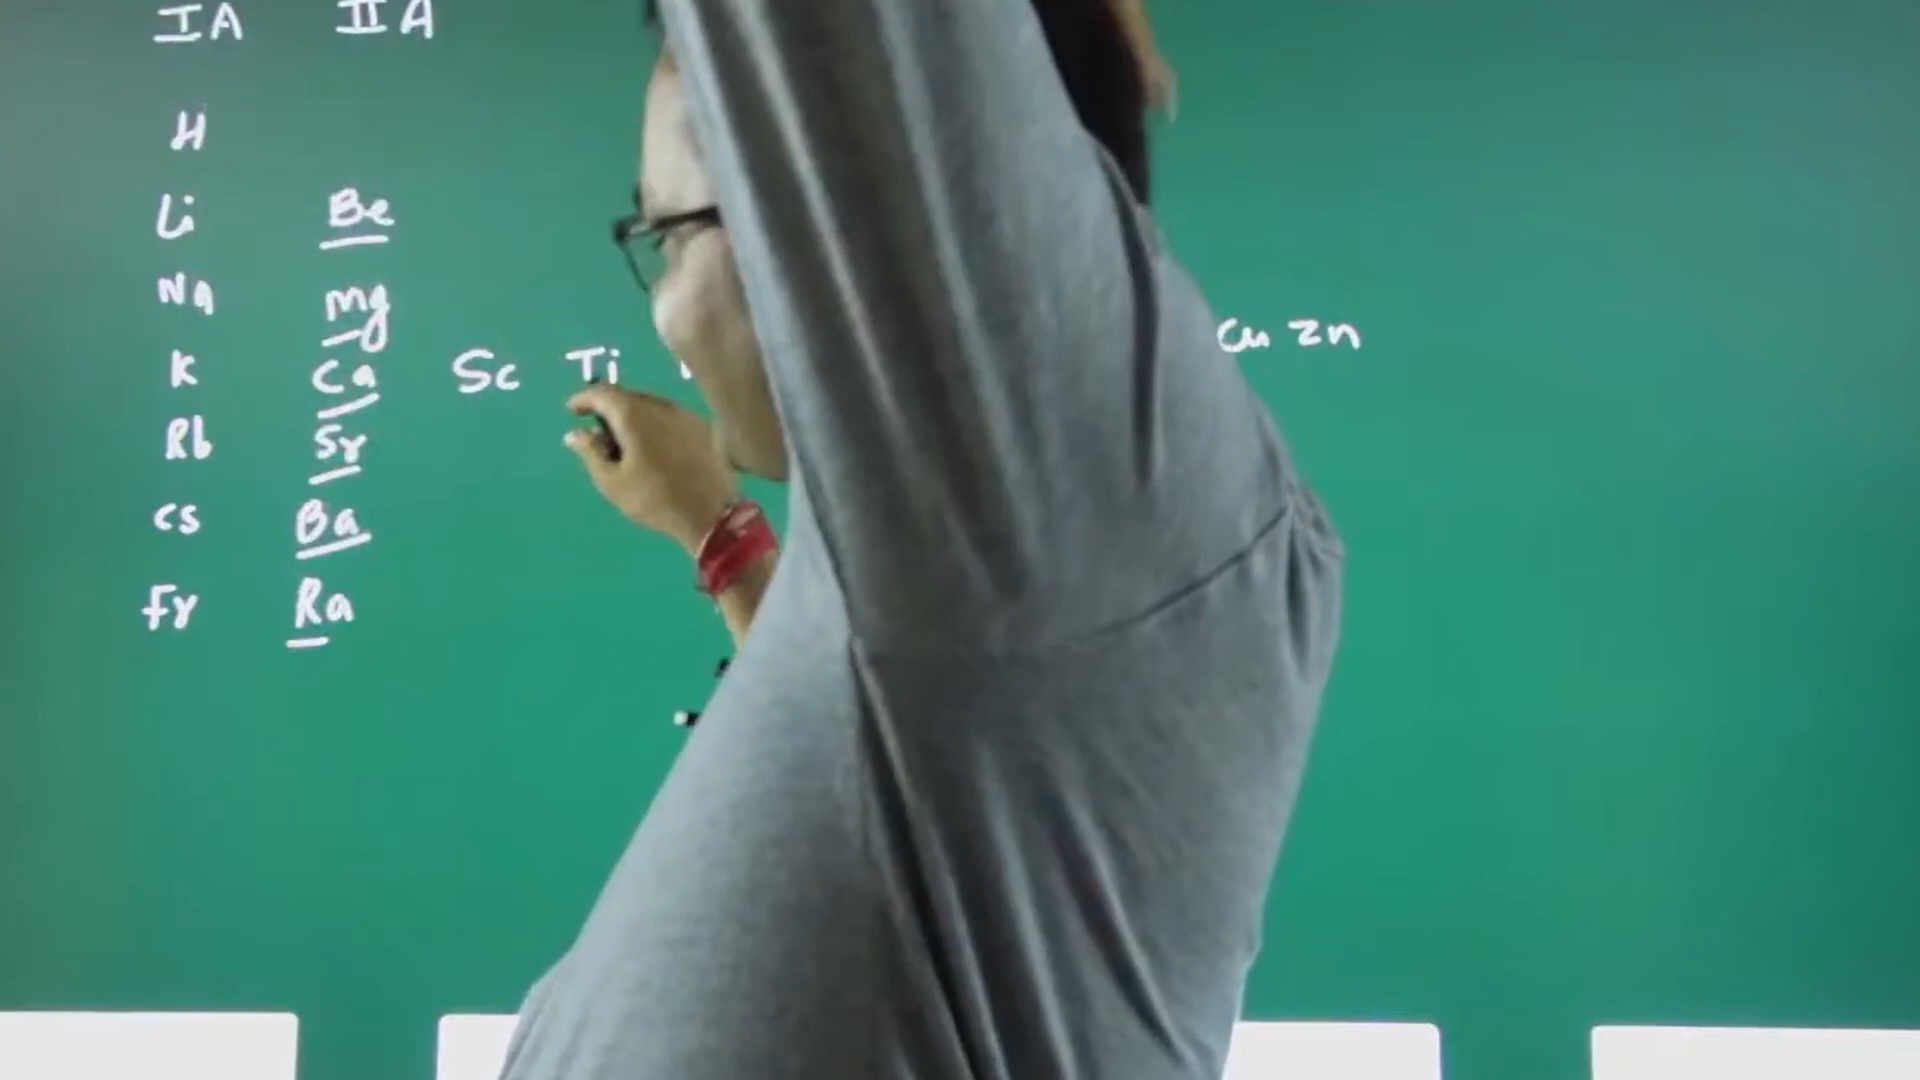 IA IIA
H
Li Be
Na mg
K Ca Sc Ti Cu Zn
Rb Sr
Cs Ba
Fr Ra